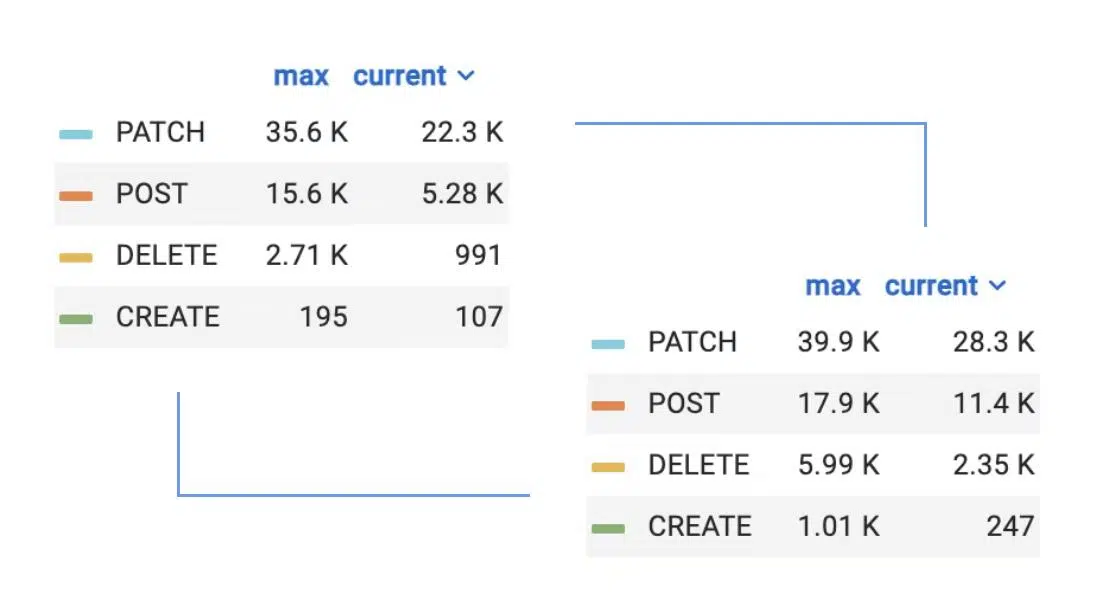 max current
PATCH 35.6 K 22.3 K
POST 15.6 K 5.28 K
DELETE 2.71 K 991
CREATE 195 107
max current
PATCH 39.9 K 28.3 K
POST 17.9 K 11.4 K
DELETE 5.99 K 2.35 K
CREATE 1.01 K 247